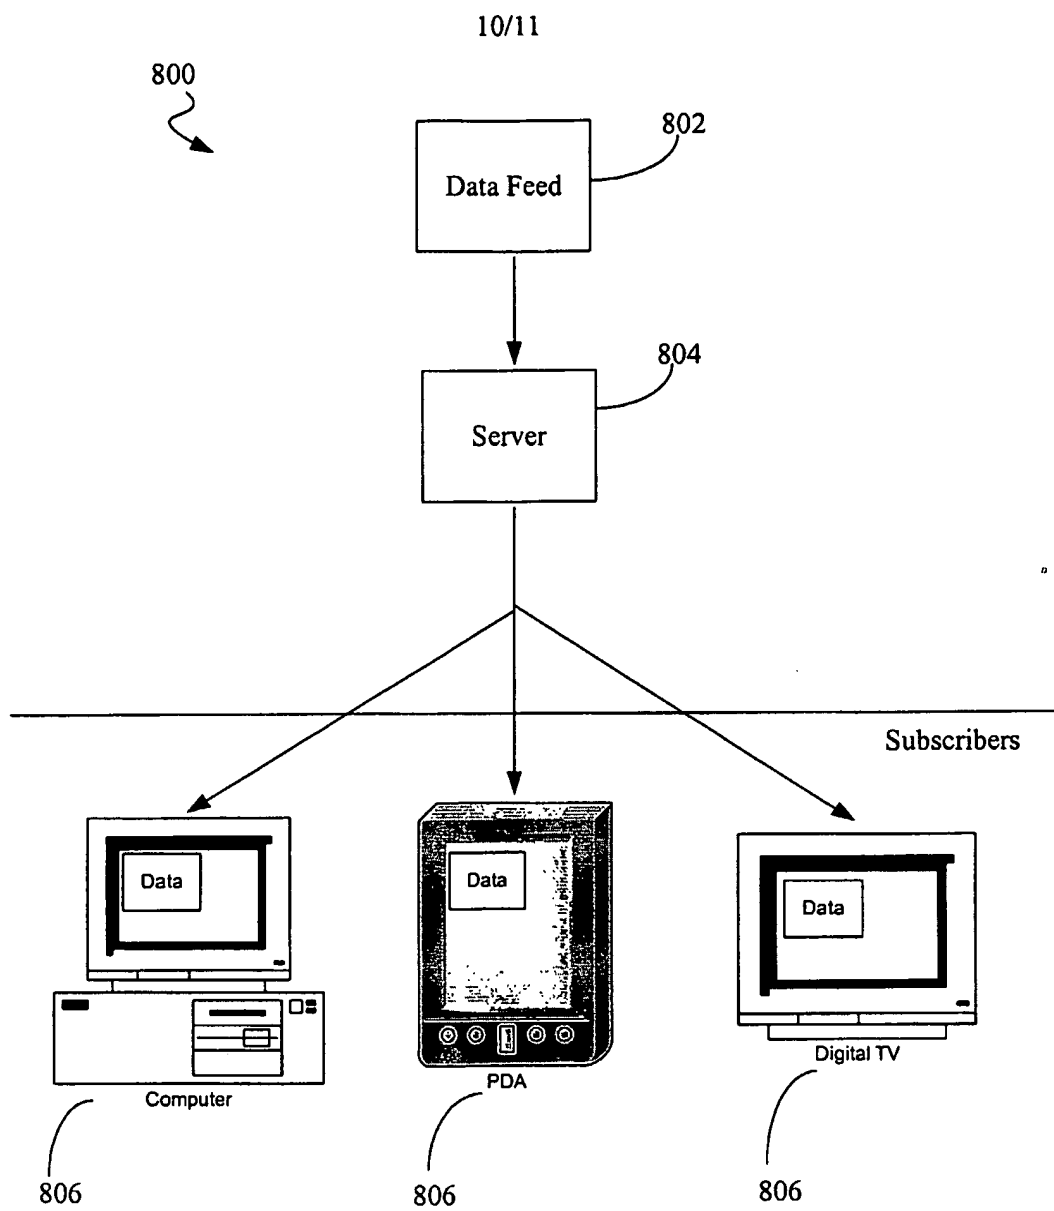 10/11
800
802
Data Feed
804
Server
Subscribers
Data
Data
Data
Computer
PDA
Digital TV
806
806
806